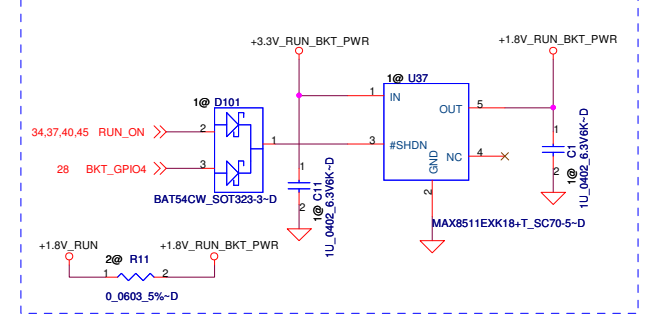 +3.3V_RUN_BKT_PWR
+1.8V_RUN_BKT_PWR
1@ U37
1@ D101
1 IN
OUT 5
34,37,40,45 RUN_ON 2
1
3 #SHDN
NC 4
28 BKT_GPIO4 3
GND
2
1
2
1@ C11
1U_0402_6.3V6K~D
1
2
1@ C1
1U_0402_6.3V6K~D
BAT54CW_SOT323-3~D
MAX8511EXK18+T_SC70-5~D
+1.8V_RUN
+1.8V_RUN_BKT_PWR
2@ R11
1 2
0_0603_5%~D